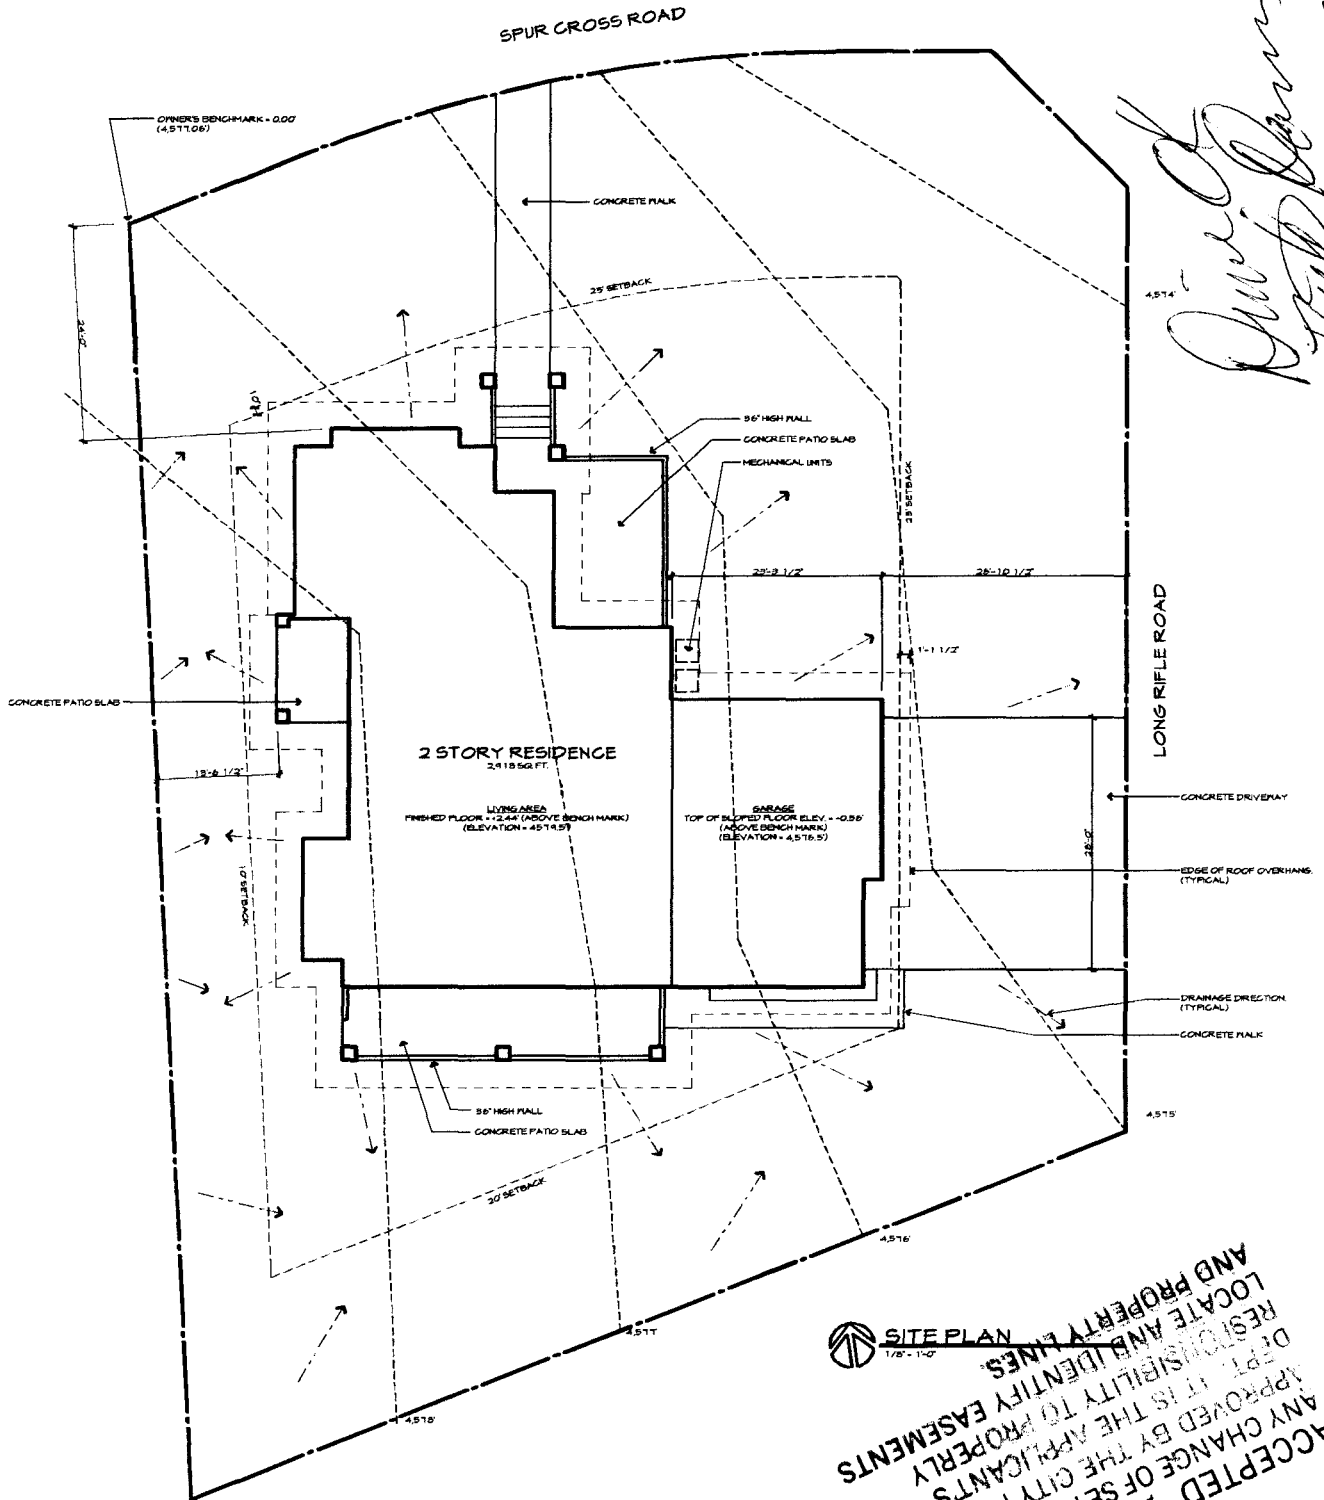 SPUR CROSS ROAD
OWNER'S BENCHMARK = 0.00'
(4,577.06')
CONCRETE WALK
25' SETBACK
4,574'
24'-0"
36" HIGH WALL
CONCRETE PATIO SLAB
MECHANICAL UNITS
25' SETBACK
23'-3 1/2"
26'-10 1/2"
LONG RIFLE ROAD
1'-1 1/2"
CONCRETE PATIO SLAB
13'-6 1/2"
2 STORY RESIDENCE
2,918 SQ. FT.
LIVING AREA
FINISHED FLOOR = +2.44' (ABOVE BENCH MARK)
(ELEVATION = 4579.5')
GARAGE
TOP OF SLOPED FLOOR ELEV. = -0.56'
(ABOVE BENCH MARK)
(ELEVATION = 4,576.5')
CONCRETE DRIVEWAY
28'-0"
EDGE OF ROOF OVERHANG.
(TYPICAL)
10' SETBACK
DRAINAGE DIRECTION.
(TYPICAL)
CONCRETE WALK
36" HIGH WALL
CONCRETE PATIO SLAB
4,575'
20' SETBACK
4,576'
4,577'
4,578'
SITE PLAN
1/8" = 1'-0"
ACCEPTED
ANY CHANGE OF SE
APPROVED BY THE CITY
DEPT. IT IS THE APPLICANTS
RESPONSIBILITY TO PROPERLY
LOCATE AND IDENTIFY EASEMENTS
AND PROPERTY LINES.